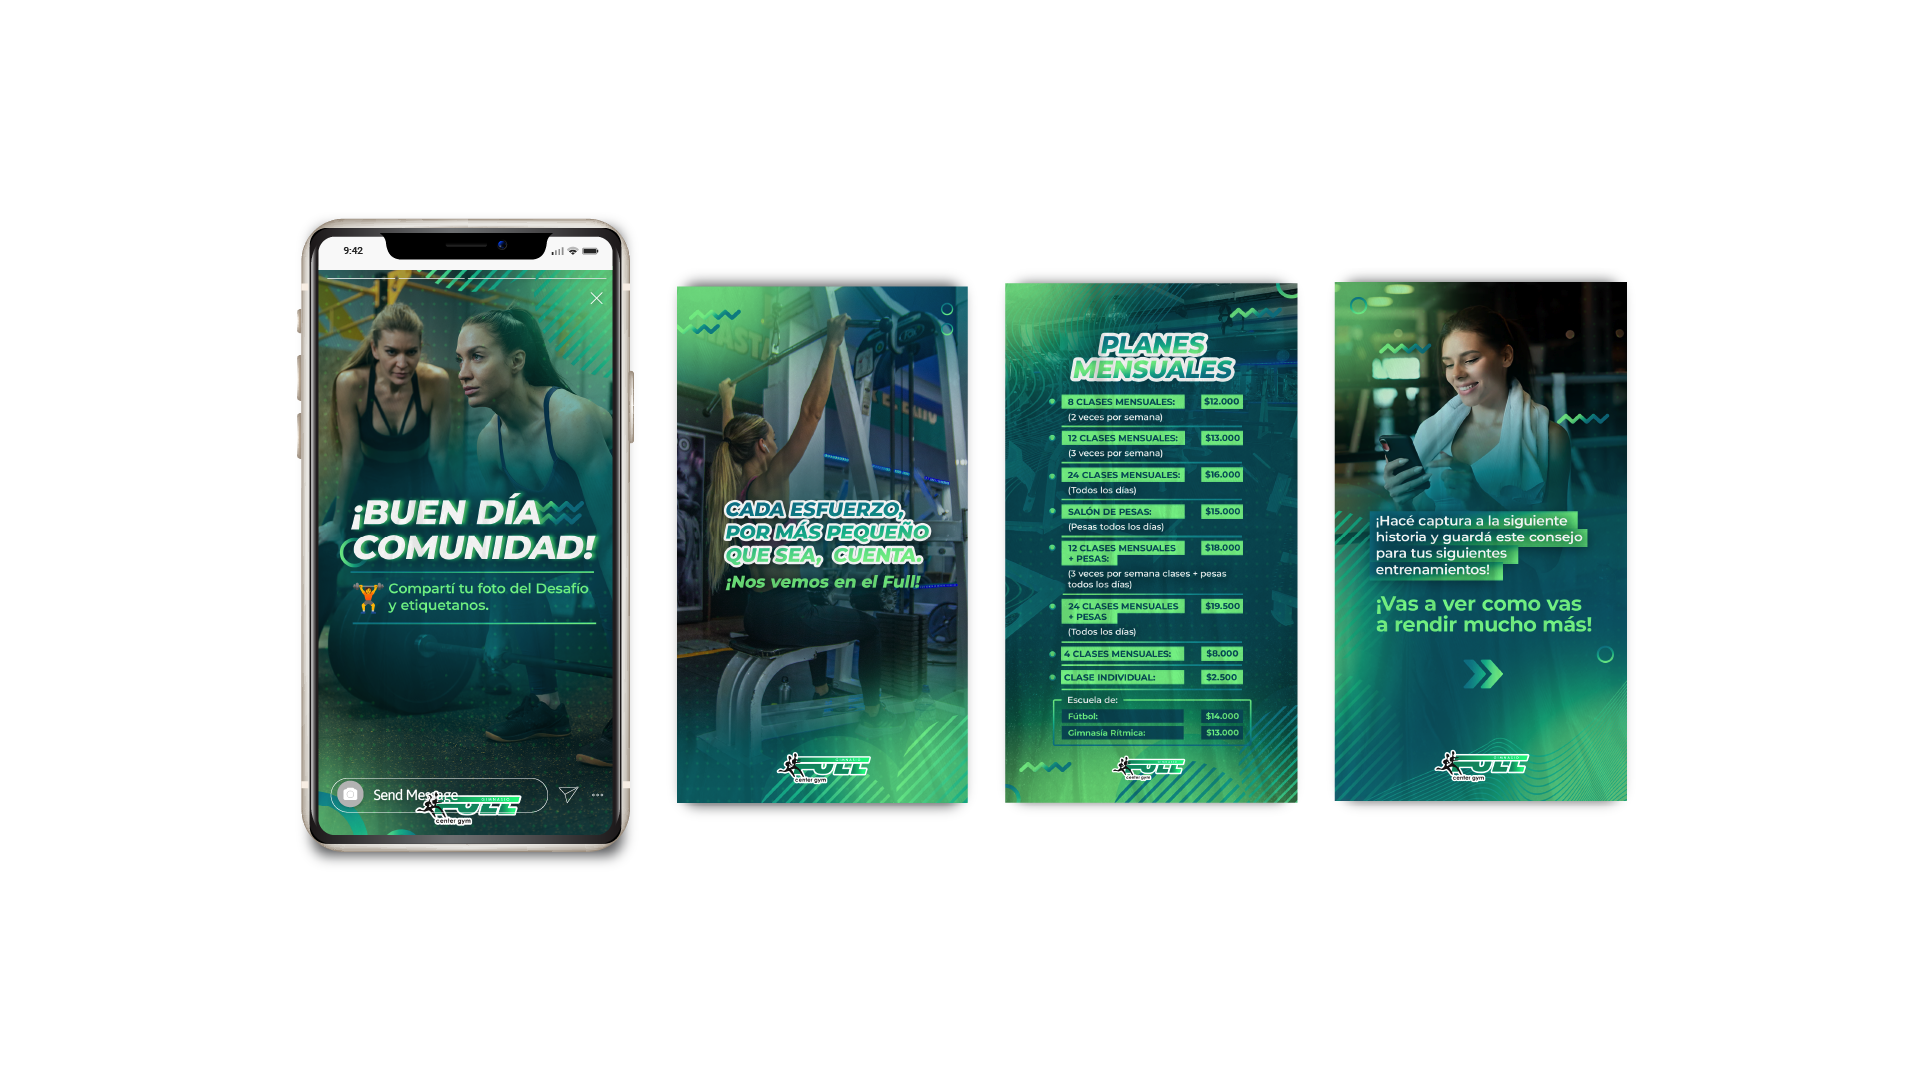 9:42
¡BUEN DÍA
COMUNIDAD!
Compartí tu foto del Desafío
y etiquetanos.
Send Message
GIMNASIO
FULL
center gym
CADA ESFUERZO,
POR MÁS PEQUEÑO
QUE SEA, CUENTA.
¡Nos vemos en el Full!
GIMNASIO
FULL
center gym
PLANES
MENSUALES
8 CLASES MENSUALES: $12.000
(2 veces por semana)
12 CLASES MENSUALES: $13.000
(3 veces por semana)
24 CLASES MENSUALES: $16.000
(Todos los días)
SALÓN DE PESAS: $15.000
(Pesas todos los días)
12 CLASES MENSUALES $18.000
+ PESAS:
(3 veces por semana clases + pesas
todos los días)
24 CLASES MENSUALES $19.500
+ PESAS
(Todos los días)
4 CLASES MENSUALES: $8.000
CLASE INDIVIDUAL: $2.500
Escuela de:
Fútbol: $14.000
Gimnasía Rítmica: $13.000
FULL
center gym
¡Hacé captura a la siguiente
historia y guardá este consejo
para tus siguientes
entrenamientos!
¡Vas a ver como vas
a rendir mucho más!
GIMNASIO
FULL
center gym